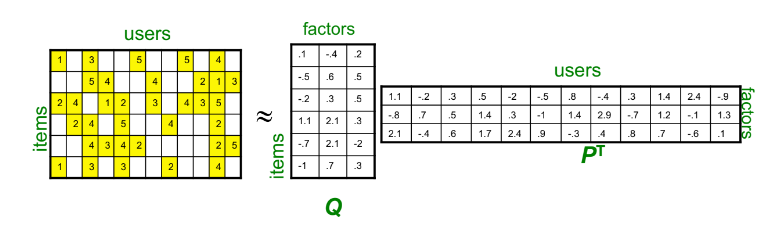 users
factors
users
items
1 3 5 5 4
5 4 4 2 1 3
2 4 1 2 3 4 3 5
2 4 5 4 2
4 3 4 2 2 5
1 3 3 2 4
≈
items
.1 -.4 .2
-.5 .6 .5
-.2 .3 .5
1.1 2.1 .3
-.7 2.1 -2
-1 .7 .3
Q
1.1 -.2 .3 .5 -2 -.5 .8 -.4 .3 1.4 2.4 -.9
-.8 .7 .5 1.4 .3 -1 1.4 2.9 -.7 1.2 -.1 1.3
2.1 -.4 .6 1.7 2.4 .9 -.3 .4 .8 .7 -.6 .1
factors
PT